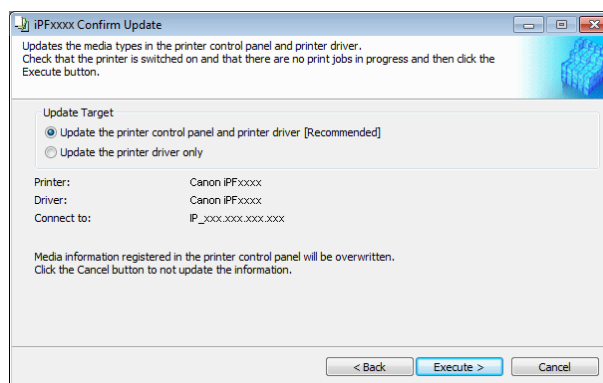 iPFxxxx Confirm Update
Updates the media types in the printer control panel and printer driver.
Check that the printer is switched on and that there are no print jobs in progress and then click the
Execute button.
Update Target
Update the printer control panel and printer driver [Recommended]
Update the printer driver only
Printer: Canon iPFxxxx
Driver: Canon iPFxxxx
Connect to: IP_xxx.xxx.xxx.xxx
Media information registered in the printer control panel will be overwritten.
Click the Cancel button to not update the information.
< Back Execute > Cancel